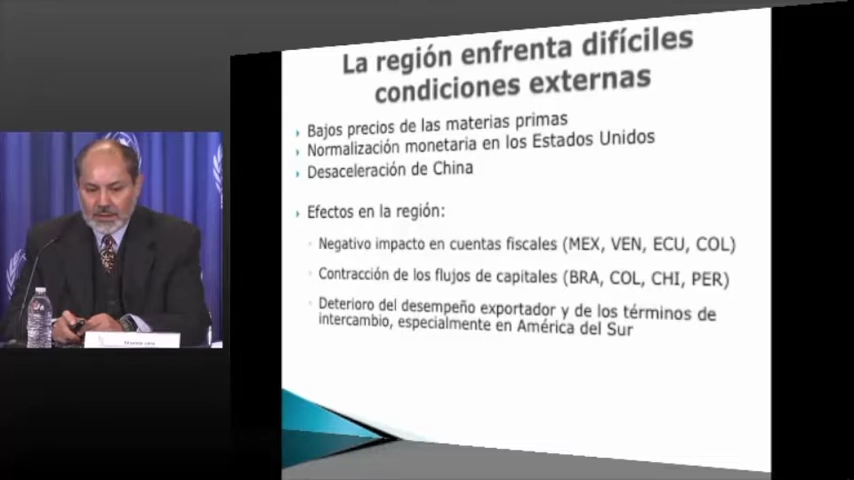 La región enfrenta difíciles
condiciones externas
Bajos precios de las materias primas
Normalización monetaria en los Estados Unidos
Desaceleración de China
Efectos en la región:
Negativo impacto en cuentas fiscales (MEX, VEN, ECU, COL)
Contracción de los flujos de capitales (BRA, COL, CHI, PER)
Deterioro del desempeño exportador y de los términos de
intercambio, especialmente en América del Sur